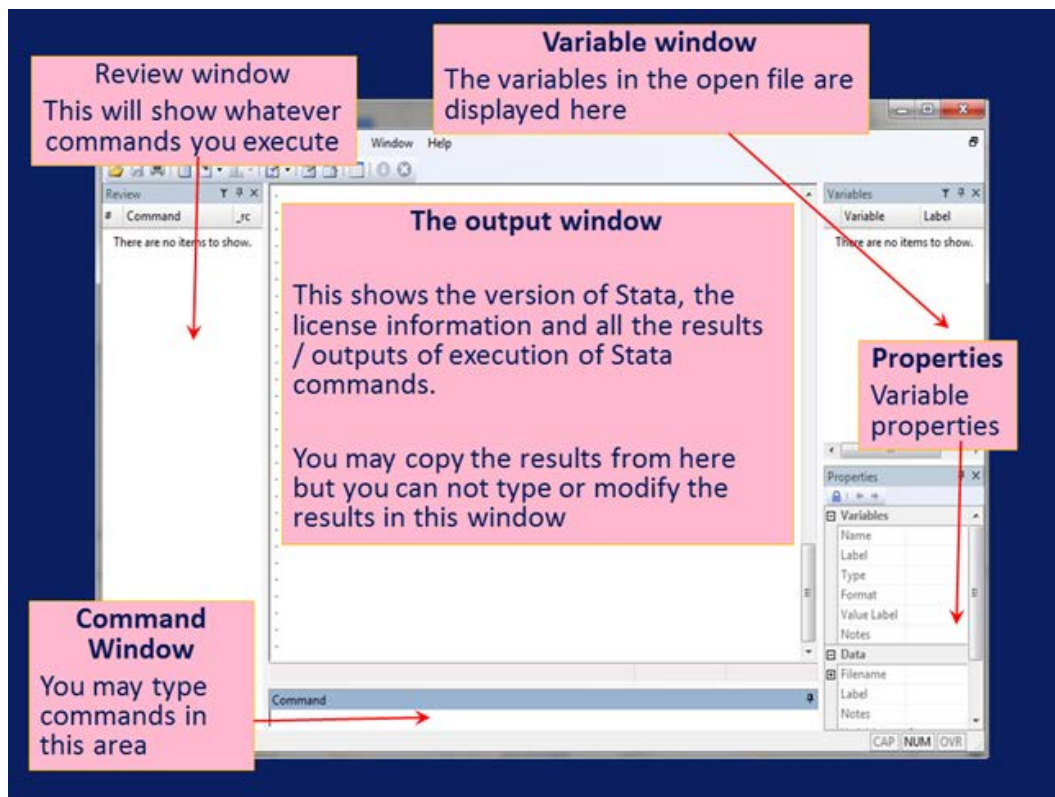 Review window
This will show whatever
commands you execute
Variable window
The variables in the open file are
displayed here
Window Help
Review
# Command _rc
There are no items to show.
The output window
This shows the version of Stata, the
license information and all the results
/ outputs of execution of Stata
commands.
You may copy the results from here
but you can not type or modify the
results in this window
Variables
Variable Label
There are no items to show.
Properties
Variable
properties
Properties
Variables
Name
Label
Type
Format
Value Label
Notes
Data
Filename
Label
Notes
Command
Window
You may type
commands in
this area
Command
CAP NUM OVR